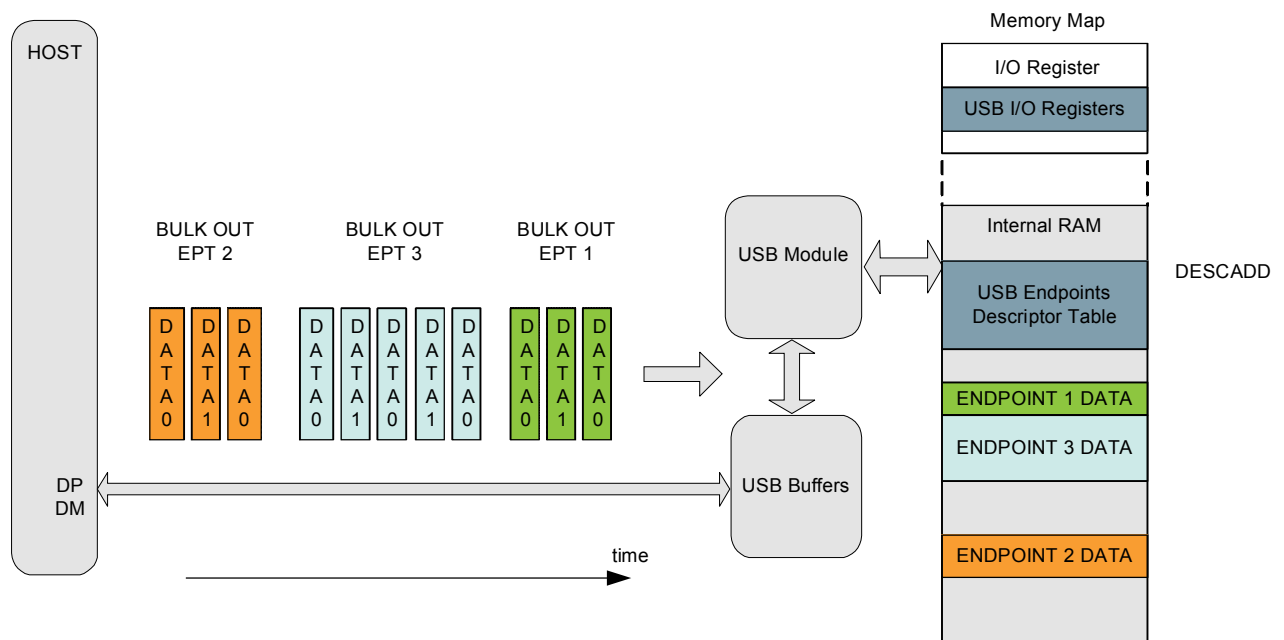 Memory Map
HOST
I/O Register
USB I/O Registers
BULK OUT
EPT 2
BULK OUT
EPT 3
BULK OUT
EPT 1
Internal RAM
USB Module
DESCADD
USB Endpoints
Descriptor Table
DATA0
DATA1
DATA0
DATA0
DATA1
DATA0
DATA1
DATA0
DATA0
DATA1
DATA0
ENDPOINT 1 DATA
ENDPOINT 3 DATA
DP
DM
USB Buffers
time
ENDPOINT 2 DATA